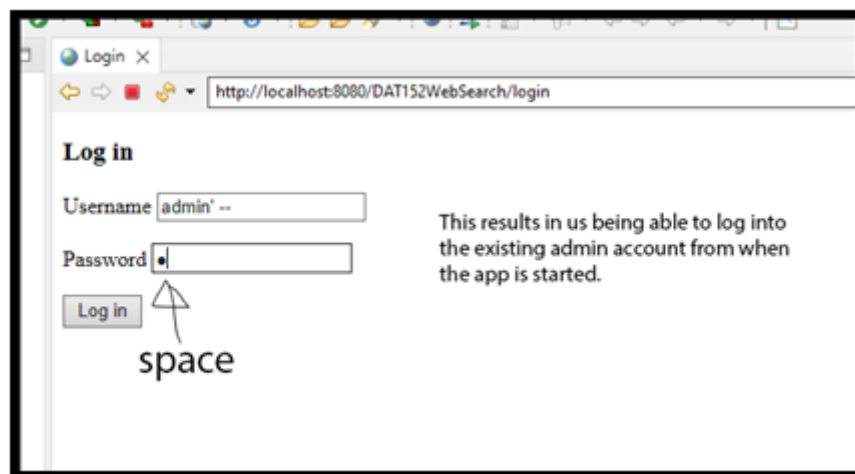 Login
http://localhost:8080/DAT152WebSearch/login
Log in
Username admin' --
This results in us being able to log into
the existing admin account from when
the app is started.
Password •
Log in
space